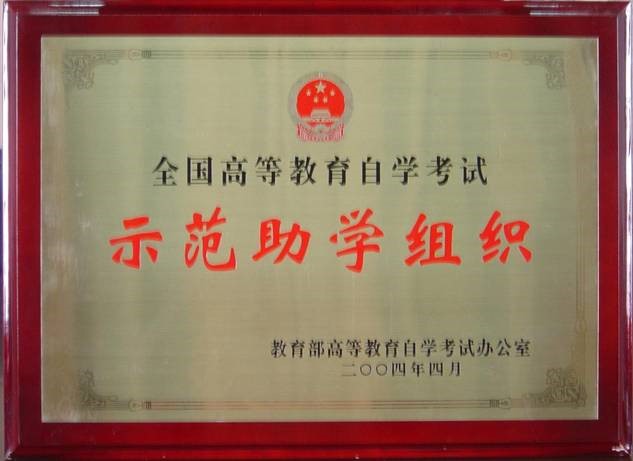 全国高等教育自学考试
示范助学组织
教育部高等教育自学考试办公室
二〇〇四年四月